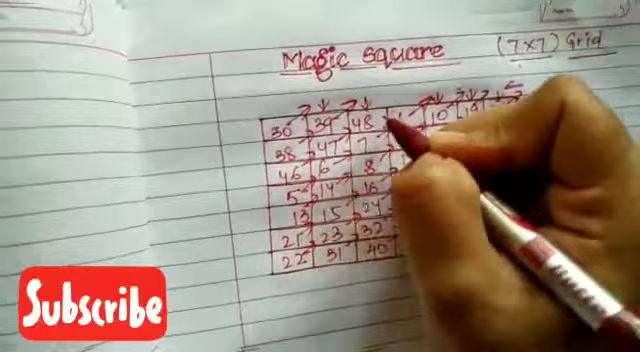 Magic square (7×7) Grid
30 39 48 1 10 19
38 47 7
46 6 8
5 14 16
13 15 24
21 23 32
22 31 40
Subscribe